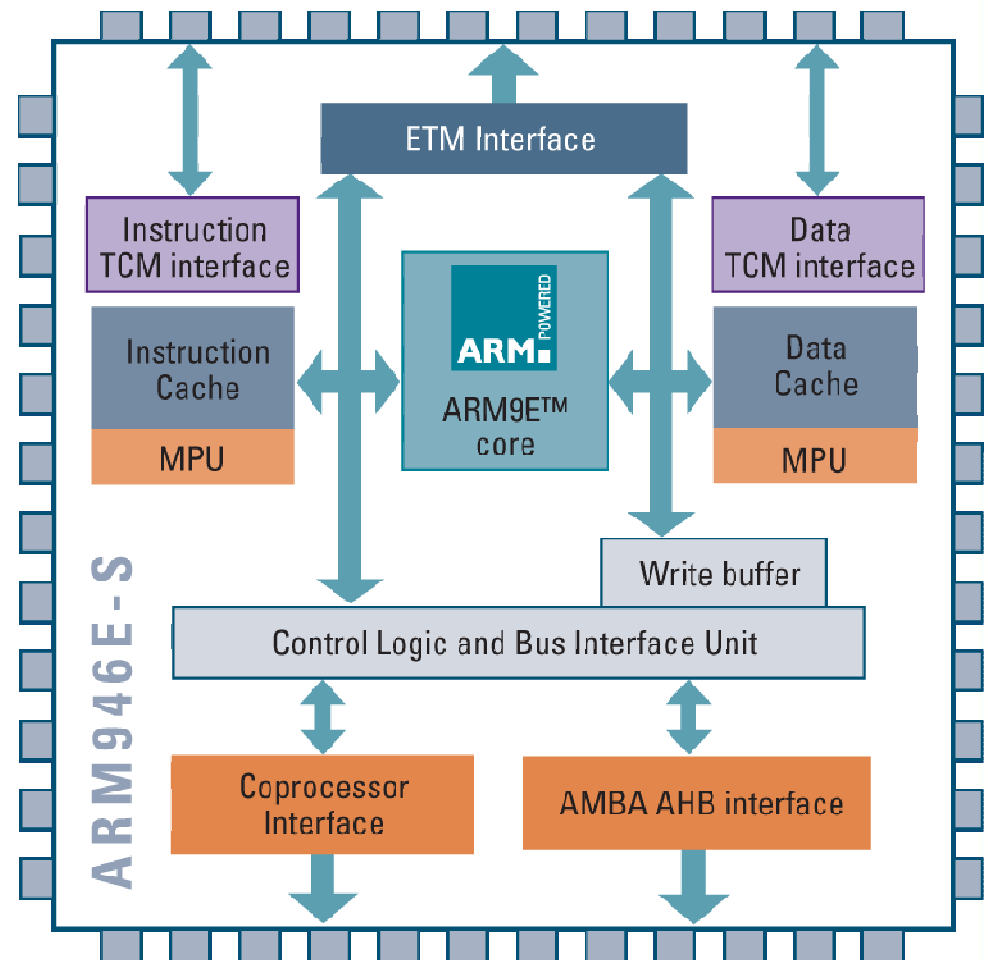 ETM Interface
Instruction
TCM interface
Data
TCM interface
Instruction
Cache
MPU
ARM
POWERED
ARM9E™
core
Data
Cache
MPU
Write buffer
Control Logic and Bus Interface Unit
Coprocessor
Interface
AMBA AHB interface
ARM946E-S